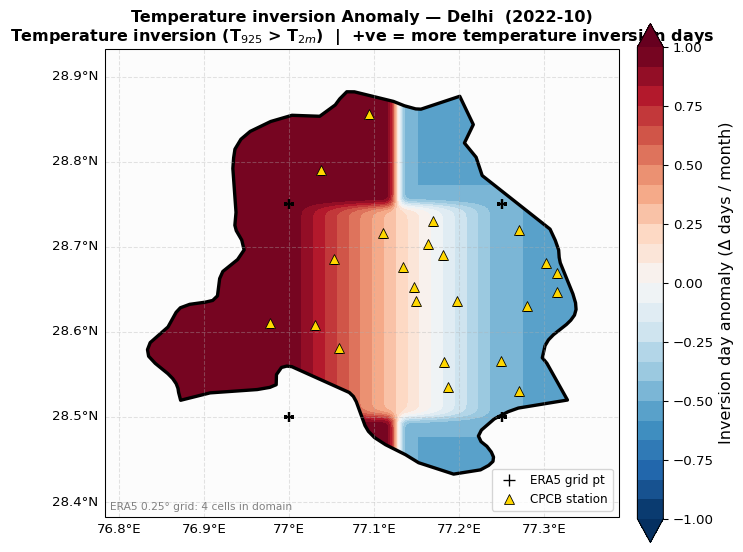 Temperature inversion Anomaly — Delhi  (2022-10)
Temperature inversion (T₉₂₅ > T₂ₘ)  |  +ve = more temperature inversion days
28.9°N
28.8°N
28.7°N
28.6°N
28.5°N
28.4°N
76.8°E
76.9°E
77°E
77.1°E
77.2°E
77.3°E
ERA5 0.25° grid: 4 cells in domain
ERA5 grid pt
CPCB station
1.00
0.75
0.50
0.25
0.00
−0.25
−0.50
−0.75
−1.00
Inversion day anomaly (Δ days / month)